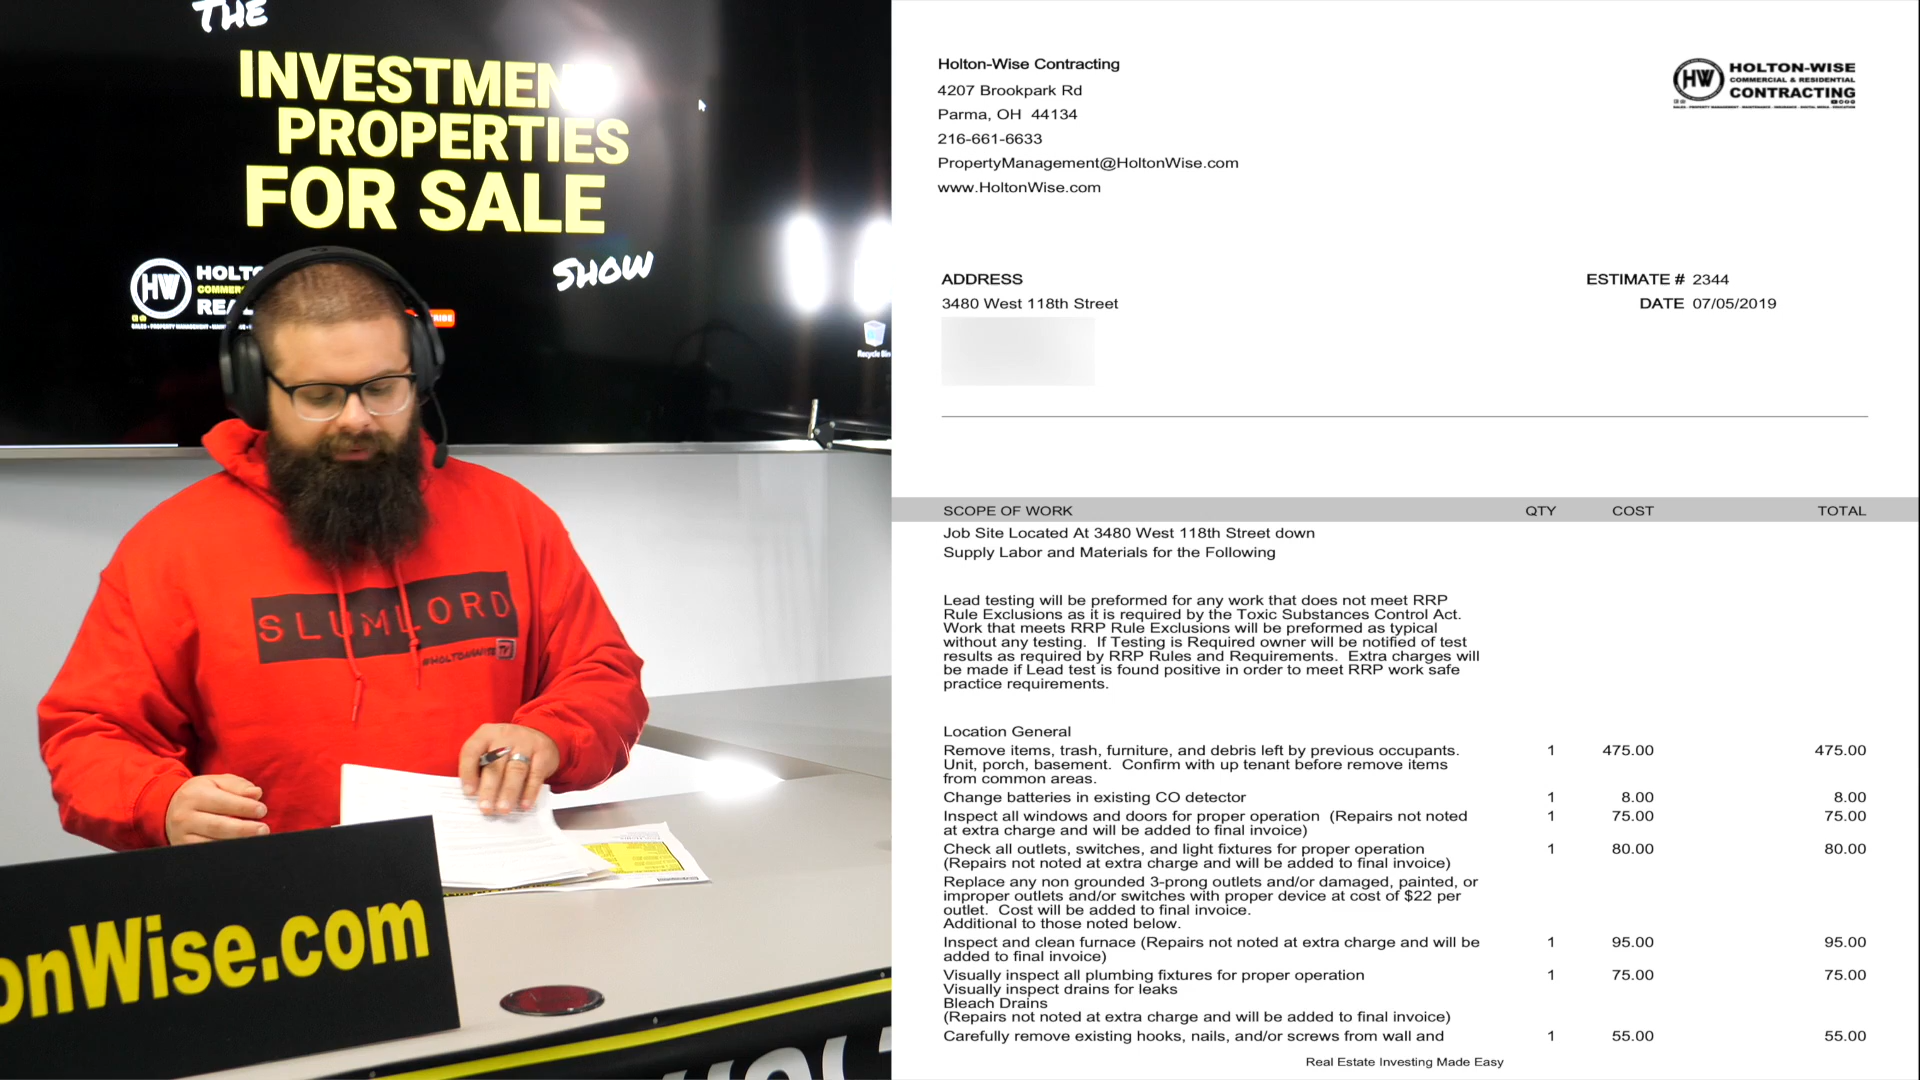 THE
INVESTMEN
PROPERTIES
FOR SALE
SHOW
HW
HOLT
COMMER
REA
Recycle Bin
SLUMLORD
#HOLTONWISETV
onWise.com
Holton-Wise Contracting
4207 Brookpark Rd
Parma, OH 44134
216-661-6633
PropertyManagement@HoltonWise.com
www.HoltonWise.com
HW
HOLTON-WISE
COMMERCIAL & RESIDENTIAL
CONTRACTING
ADDRESS
3480 West 118th Street
ESTIMATE # 2344
DATE 07/05/2019
SCOPE OF WORK QTY COST TOTAL
Job Site Located At 3480 West 118th Street down
Supply Labor and Materials for the Following
Lead testing will be preformed for any work that does not meet RRP
Rule Exclusions as it is required by the Toxic Substances Control Act.
Work that meets RRP Rule Exclusions will be preformed as typical
without any testing. If Testing is Required owner will be notified of test
results as required by RRP Rules and Requirements. Extra charges will
be made if Lead test is found positive in order to meet RRP work safe
practice requirements.
Location General
Remove items, trash, furniture, and debris left by previous occupants. 1 475.00 475.00
Unit, porch, basement. Confirm with up tenant before remove items
from common areas.
Change batteries in existing CO detector 1 8.00 8.00
Inspect all windows and doors for proper operation (Repairs not noted 1 75.00 75.00
at extra charge and will be added to final invoice)
Check all outlets, switches, and light fixtures for proper operation 1 80.00 80.00
(Repairs not noted at extra charge and will be added to final invoice)
Replace any non grounded 3-prong outlets and/or damaged, painted, or
improper outlets and/or switches with proper device at cost of $22 per
outlet. Cost will be added to final invoice.
Additional to those noted below.
Inspect and clean furnace (Repairs not noted at extra charge and will be 1 95.00 95.00
added to final invoice)
Visually inspect all plumbing fixtures for proper operation 1 75.00 75.00
Visually inspect drains for leaks
Bleach Drains
(Repairs not noted at extra charge and will be added to final invoice)
Carefully remove existing hooks, nails, and/or screws from wall and 1 55.00 55.00
Real Estate Investing Made Easy